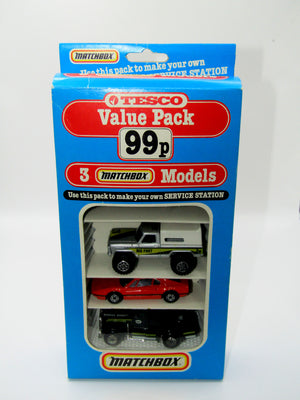 MATCHBOX
Use this pack to make your own
SERVICE STATION
TESCO
Value Pack
99p
3 MATCHBOX Models
Use this pack to make your own SERVICE STATION
MATCHBOX